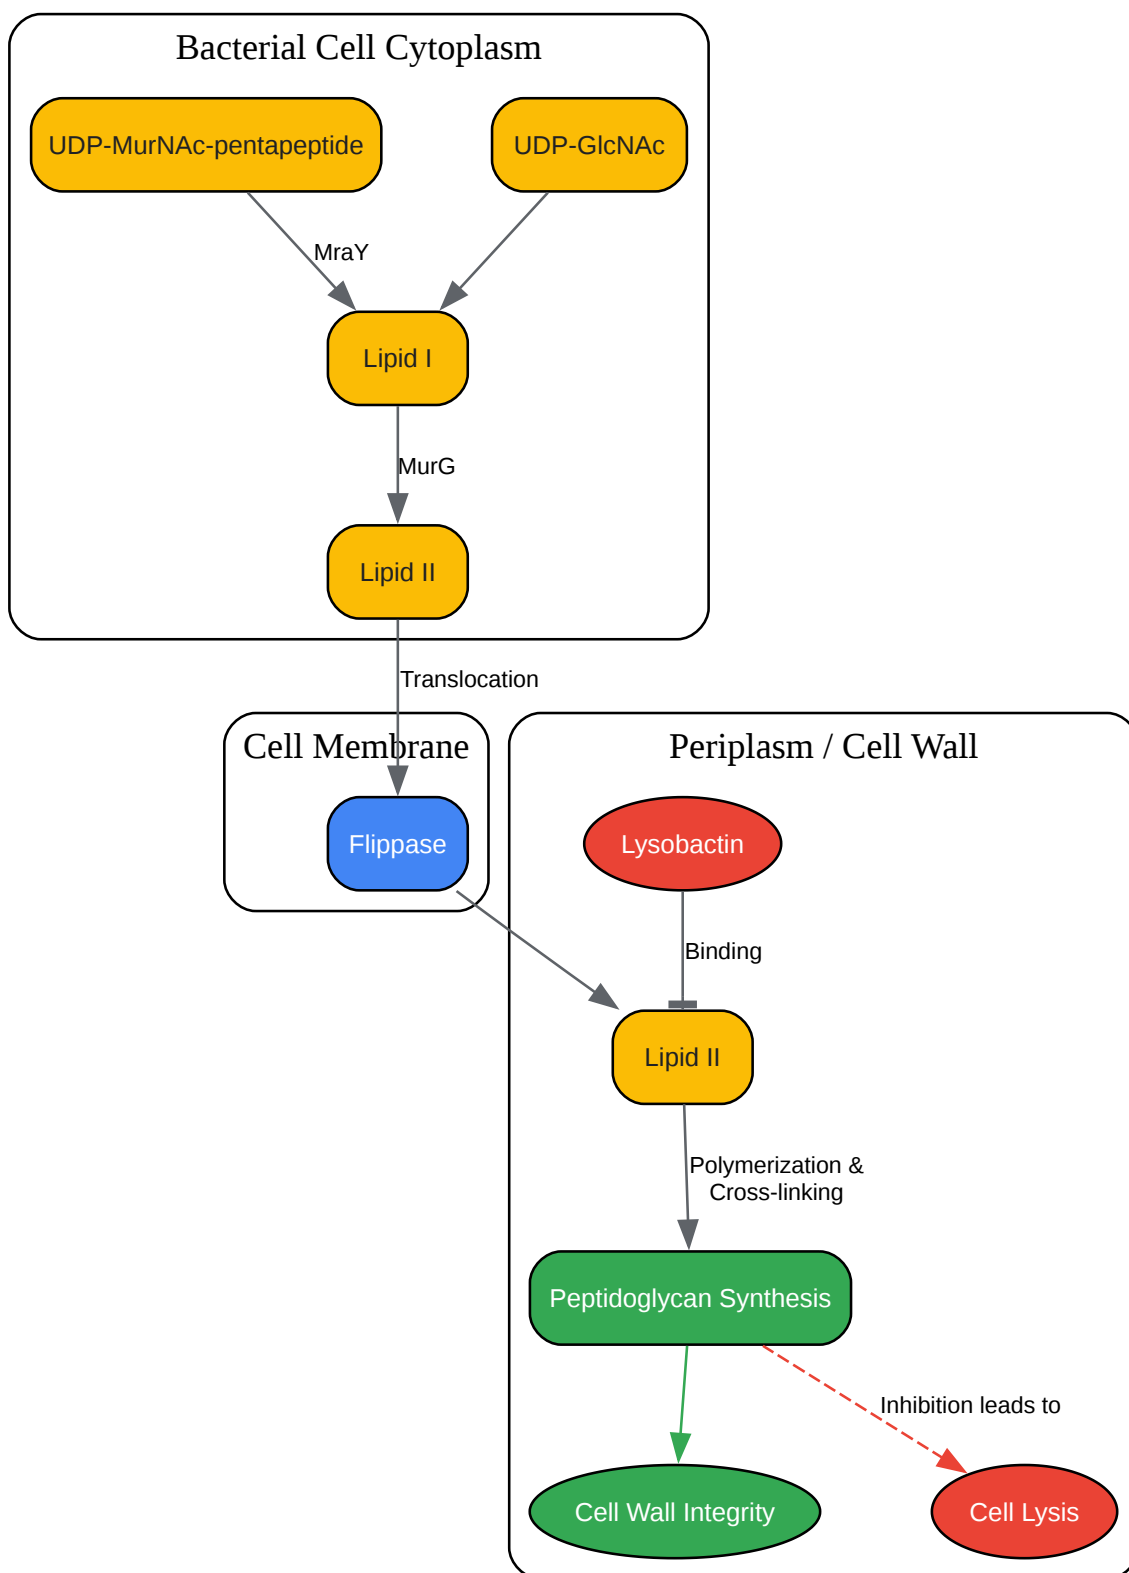 Bacterial Cell Cytoplasm
UDP-MurNAc-pentapeptide
UDP-GlcNAc
MraY
Lipid I
MurG
Lipid II
Translocation
Cell Membrane
Periplasm / Cell Wall
Flippase
Lysobactin
Binding
Lipid II
Polymerization &
Cross-linking
Peptidoglycan Synthesis
Inhibition leads to
Cell Wall Integrity
Cell Lysis